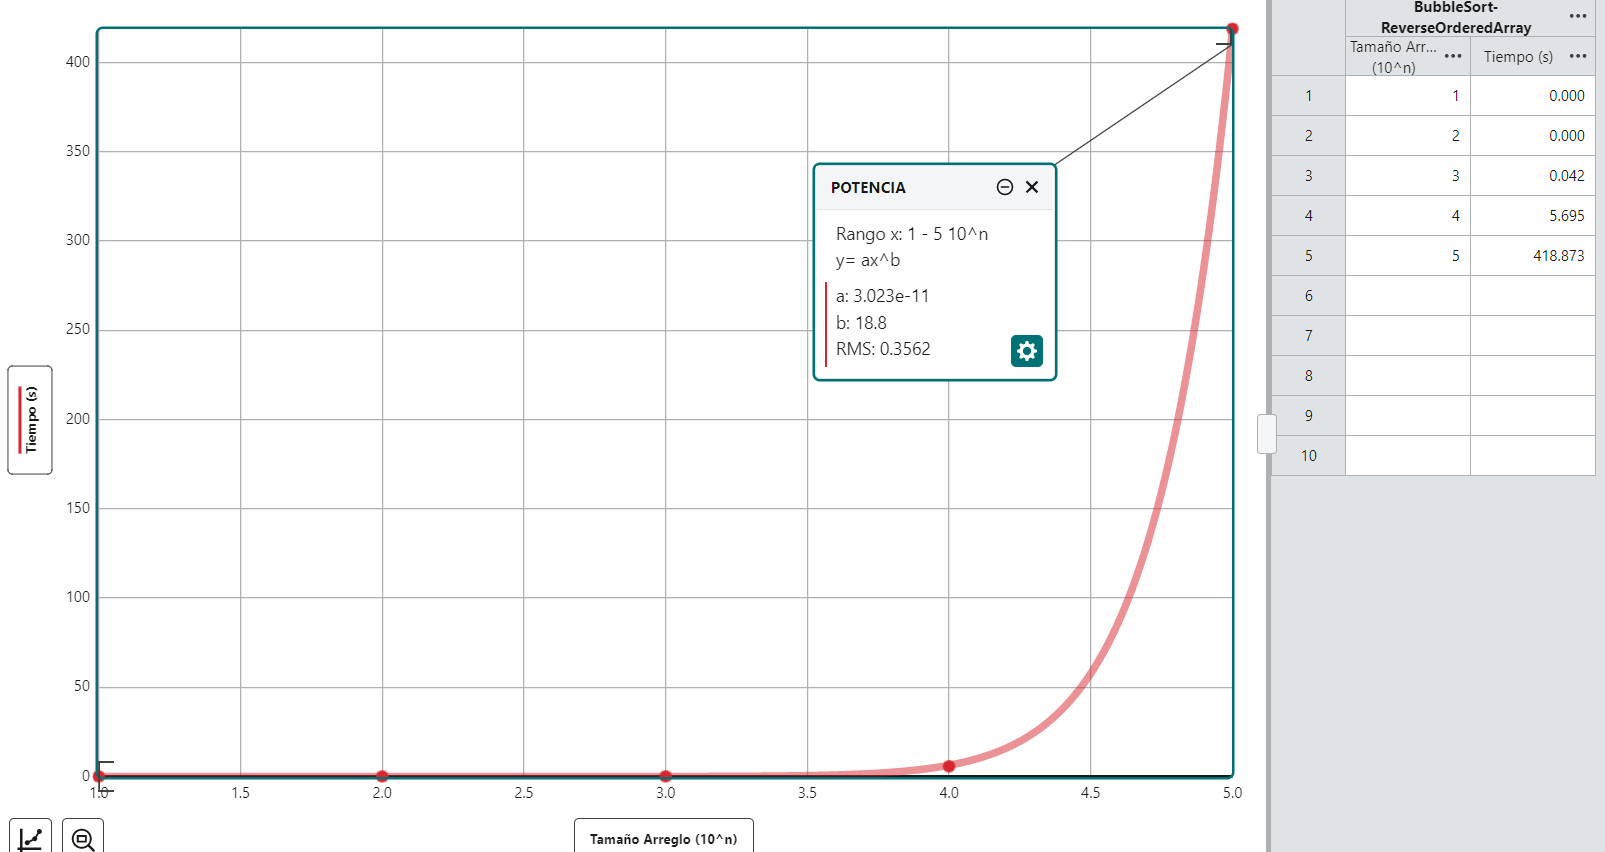 400
350
300
250
200
150
100
50
0
Tiempo (s)
1.0 1.5 2.0 2.5 3.0 3.5 4.0 4.5 5.0
Tamaño Arreglo (10^n)
POTENCIA
Rango x: 1 - 5 10^n
y= ax^b
a: 3.023e-11
b: 18.8
RMS: 0.3562
BubbleSort-
ReverseOrderedArray
Tamaño Arr... Tiempo (s)
(10^n)
1 1 0.000
2 2 0.000
3 3 0.042
4 4 5.695
5 5 418.873
6
7
8
9
10